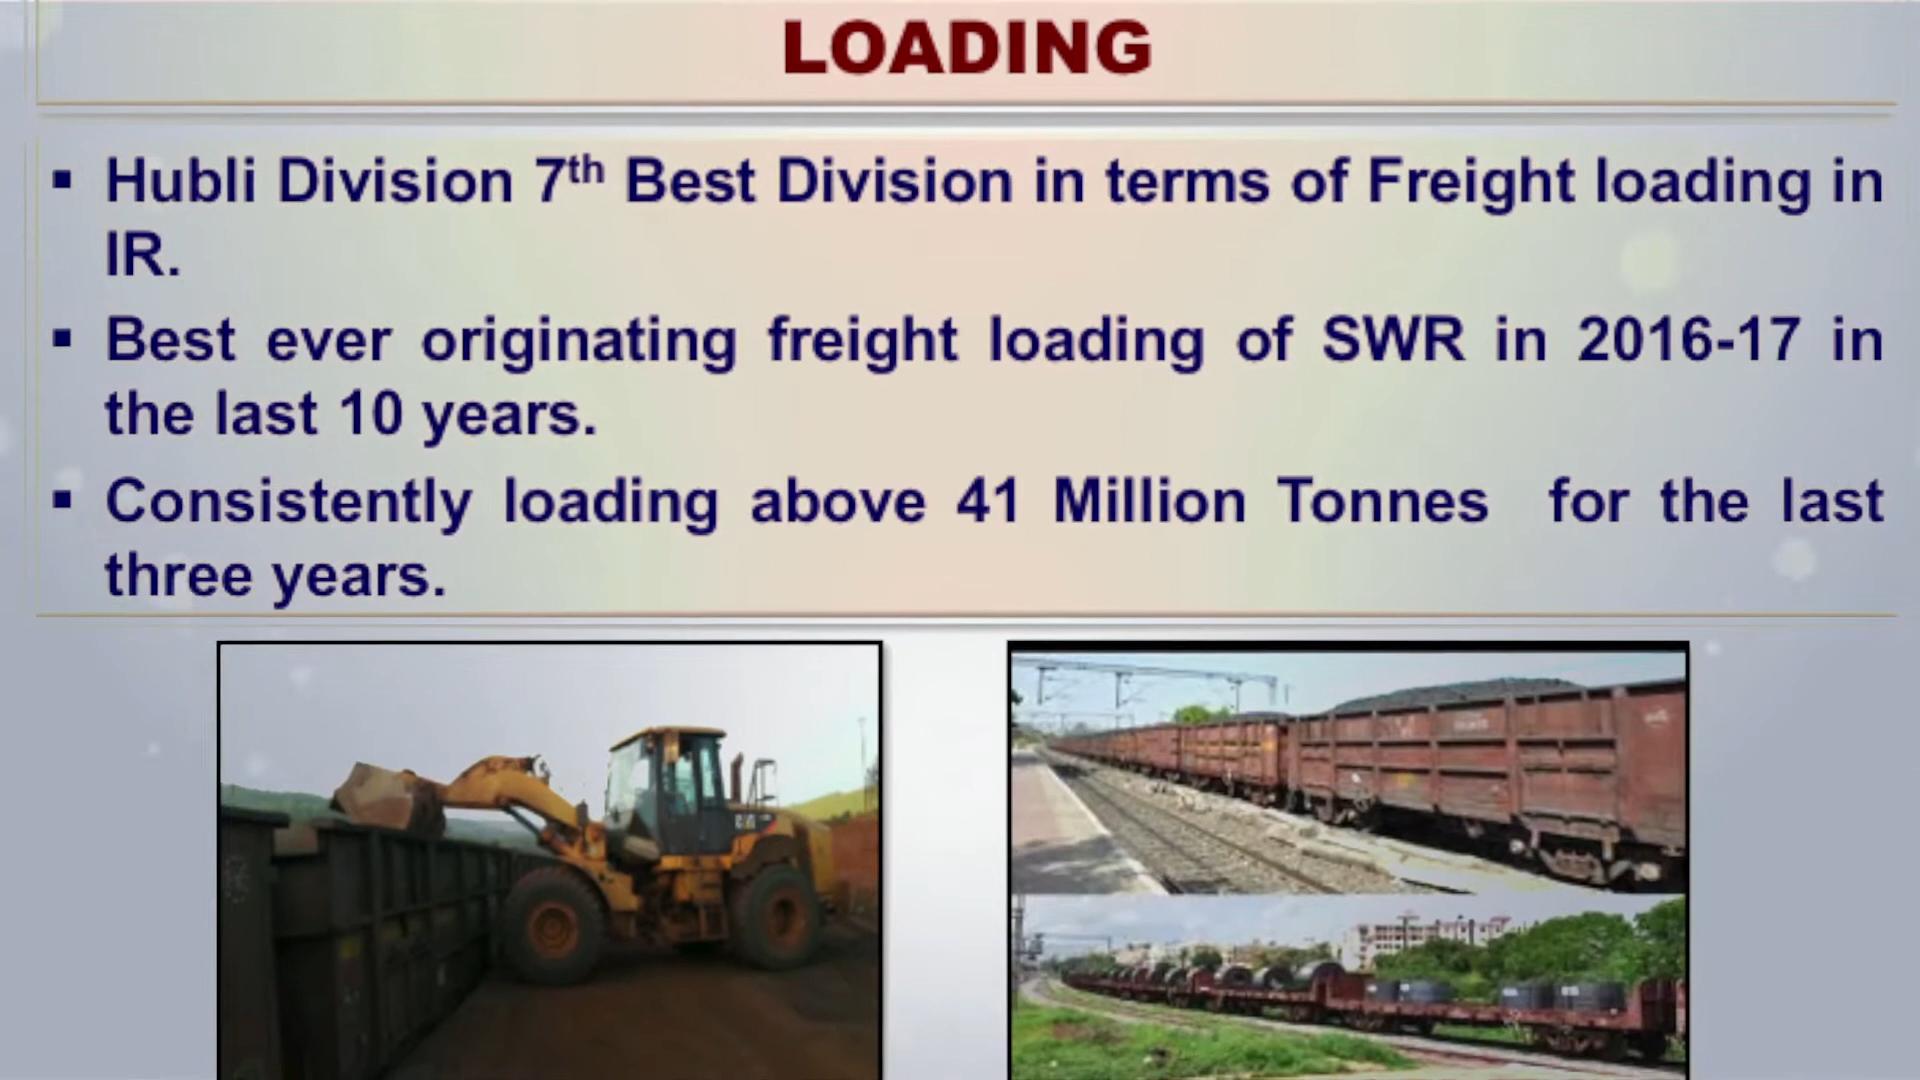 LOADING
▪ Hubli Division 7th Best Division in terms of Freight loading in
IR.
▪ Best ever originating freight loading of SWR in 2016-17 in
the last 10 years.
▪ Consistently loading above 41 Million Tonnes for the last
three years.